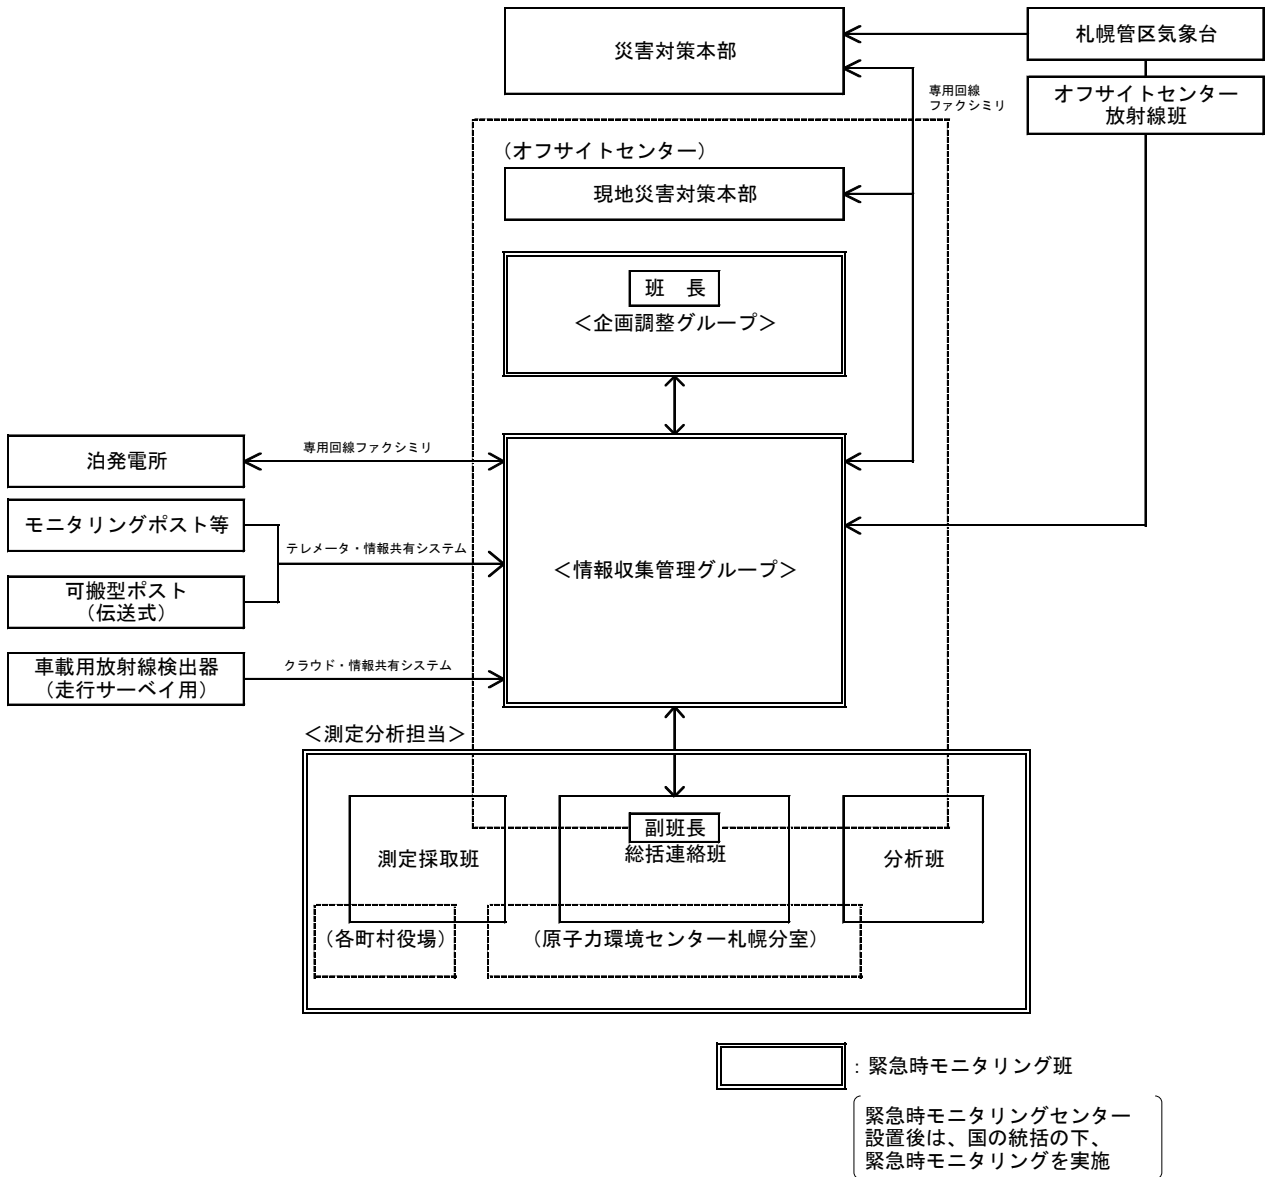 災害対策本部
札幌管区気象台
オフサイトセンター
放射線班
専用回線
ファクシミリ
（オフサイトセンター）
現地災害対策本部
班　長
＜企画調整グループ＞
泊発電所
専用回線ファクシミリ
モニタリングポスト等
テレメータ・情報共有システム
可搬型ポスト
（伝送式）
＜情報収集管理グループ＞
車載用放射線検出器
（走行サーベイ用）
クラウド・情報共有システム
＜測定分析担当＞
測定採取班
副班長
総括連絡班
分析班
（各町村役場）
（原子力環境センター札幌分室）
：緊急時モニタリング班
緊急時モニタリングセンター
設置後は、国の統括の下、
緊急時モニタリングを実施